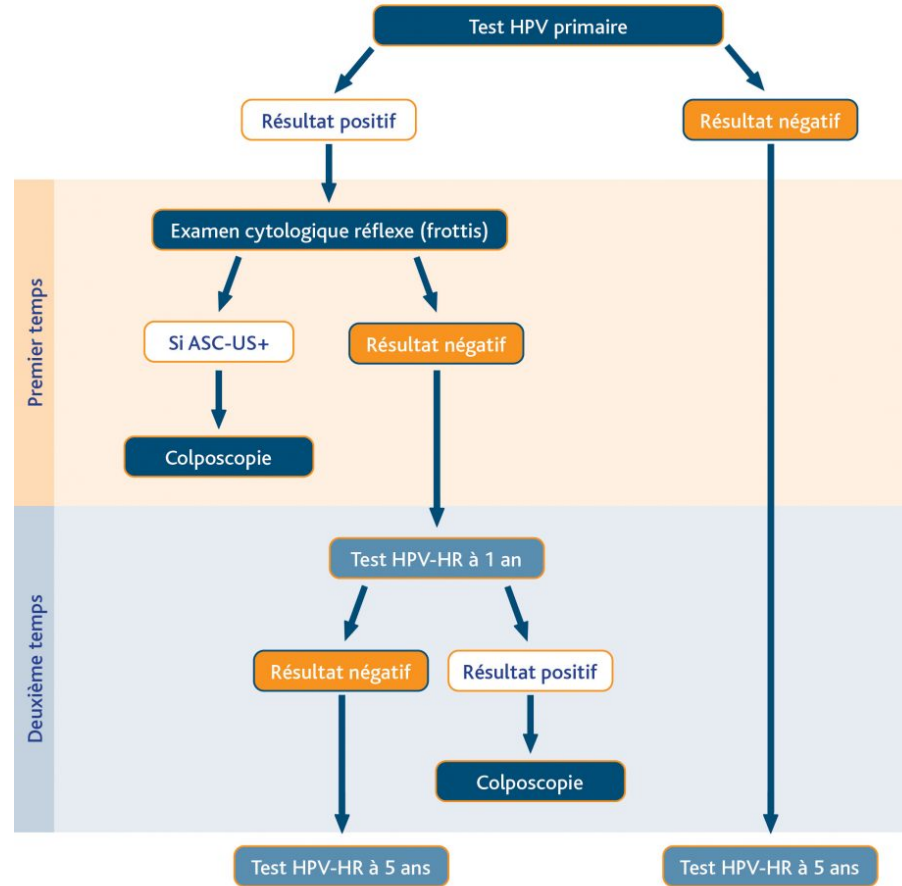 Test HPV primaire
Résultat positif
Résultat négatif
Premier temps
Examen cytologique réflexe (frottis)
Si ASC-US+
Résultat négatif
Colposcopie
Deuxième temps
Test HPV-HR à 1 an
Résultat négatif
Résultat positif
Colposcopie
Test HPV-HR à 5 ans
Test HPV-HR à 5 ans